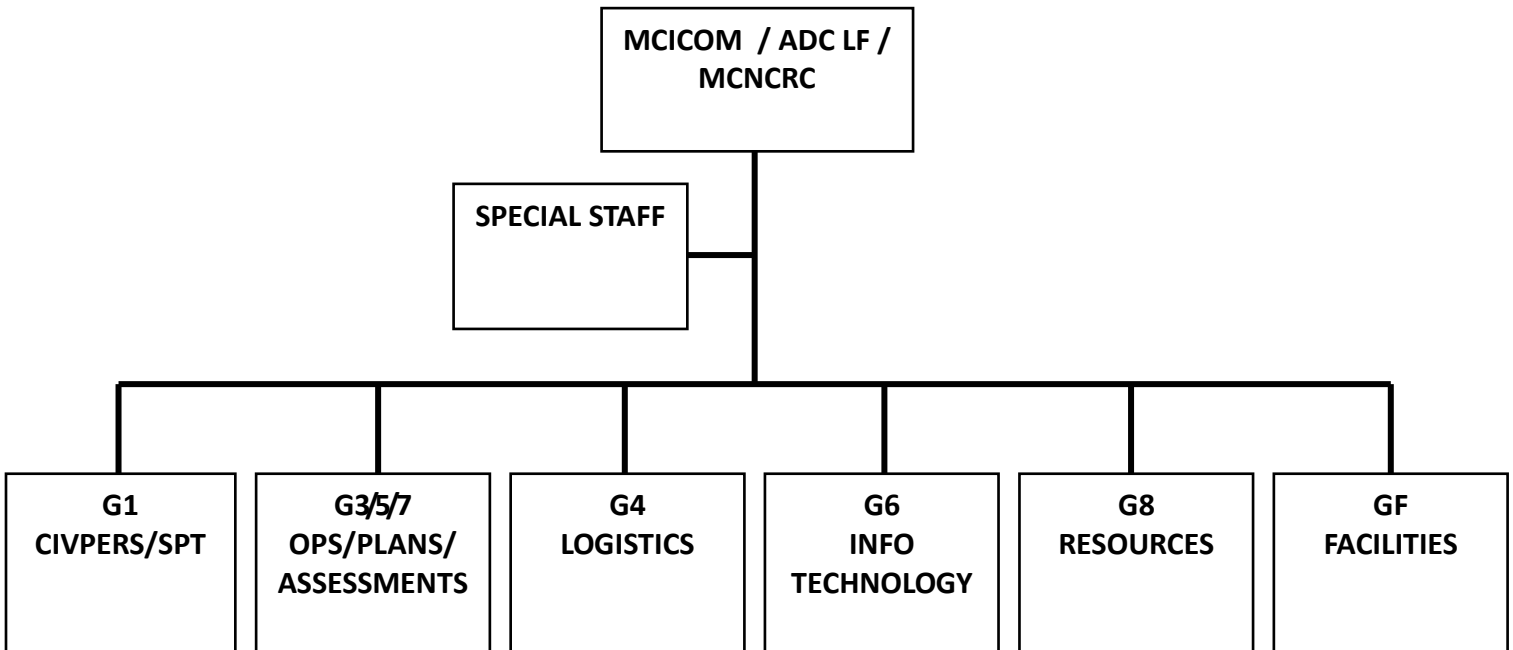 MCICOM / ADC LF /
MCNCRC
SPECIAL STAFF
G1
CIVPERS/SPT
G3/5/7
OPS/PLANS/
ASSESSMENTS
G4
LOGISTICS
G6
INFO
TECHNOLOGY
G8
RESOURCES
GF
FACILITIES